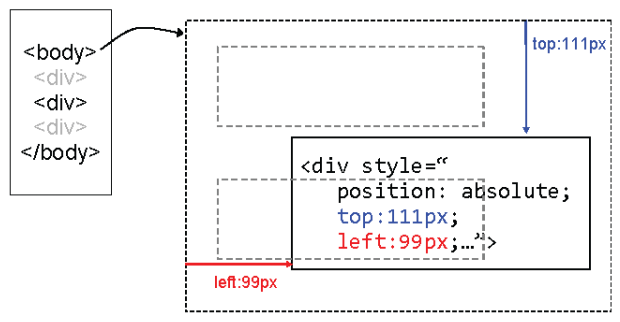 <body>
<div>
<div>
<div>
</body>
top:111px
<div style=“
position: absolute;
top:111px;
left:99px;…”>
left:99px